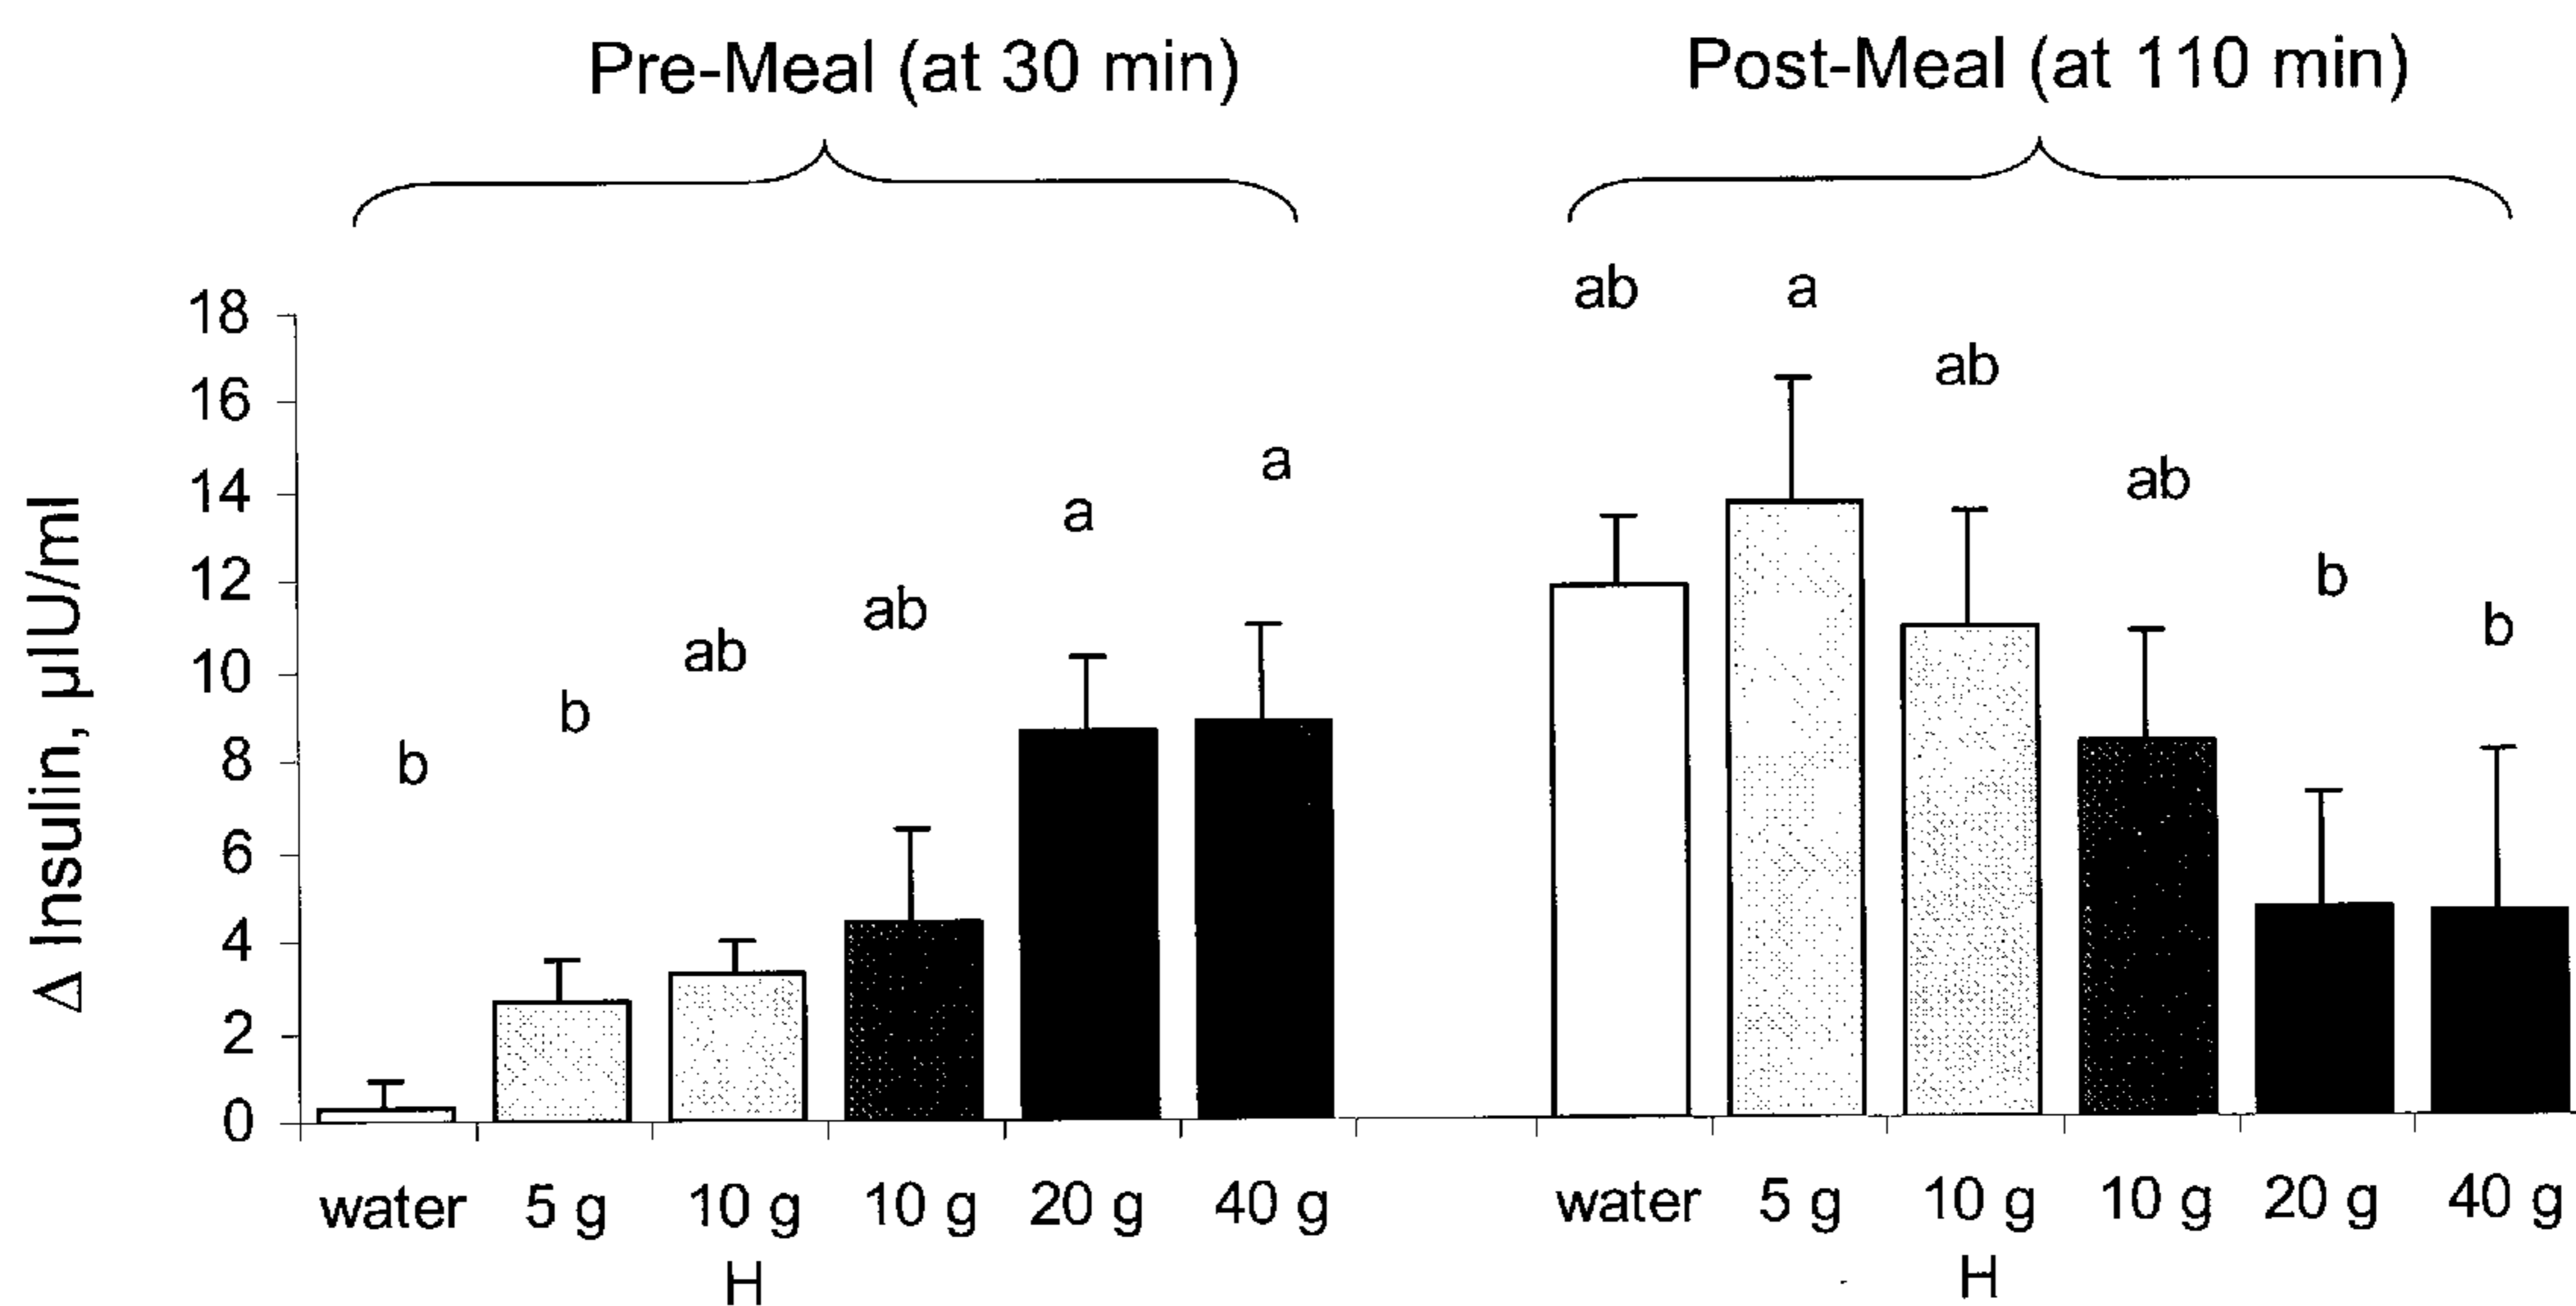 Pre-Meal (at 30 min)
Post-Meal (at 110 min)
Δ Insulin, µIU/ml
18
16
14
12
10
8
6
4
2
0
b
b
ab
ab
a
a
ab
a
ab
ab
b
b
water 5 g 10 g 10 g 20 g 40 g water 5 g 10 g 10 g 20 g 40 g
H H